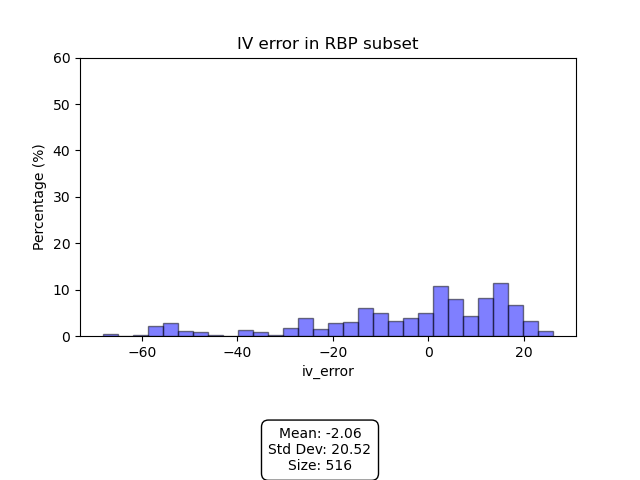 IV error in RBP subset
60
50
40
30
20
10
0
Percentage (%)
−60
−40
−20
0
20
iv_error
Mean: -2.06
Std Dev: 20.52
Size: 516